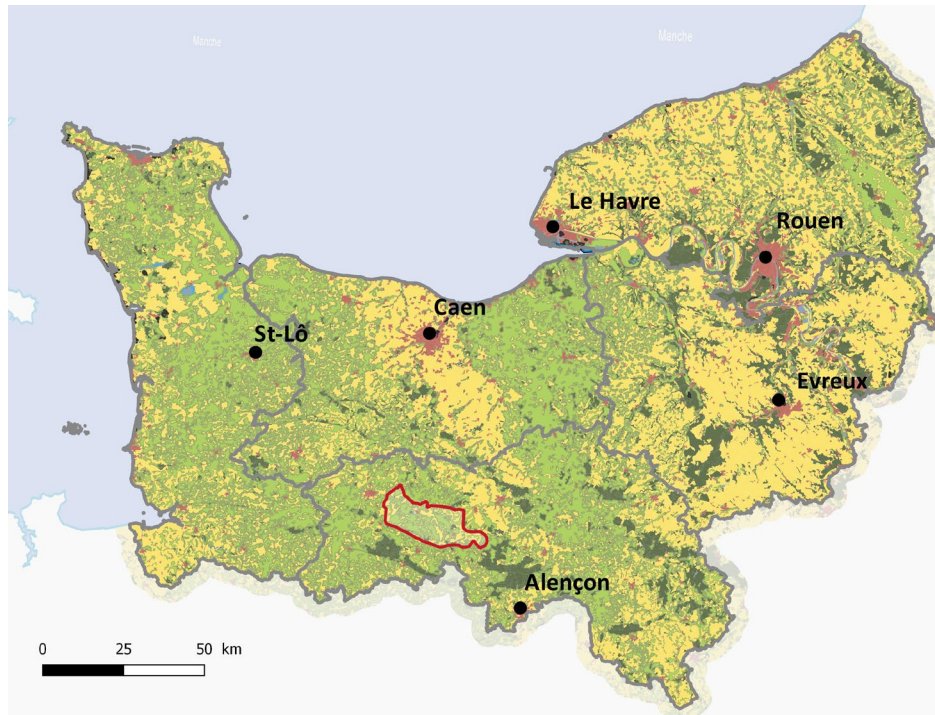 Manche
Manche
Le Havre
Rouen
Caen
St-Lô
Evreux
Alençon
0 25 50 km